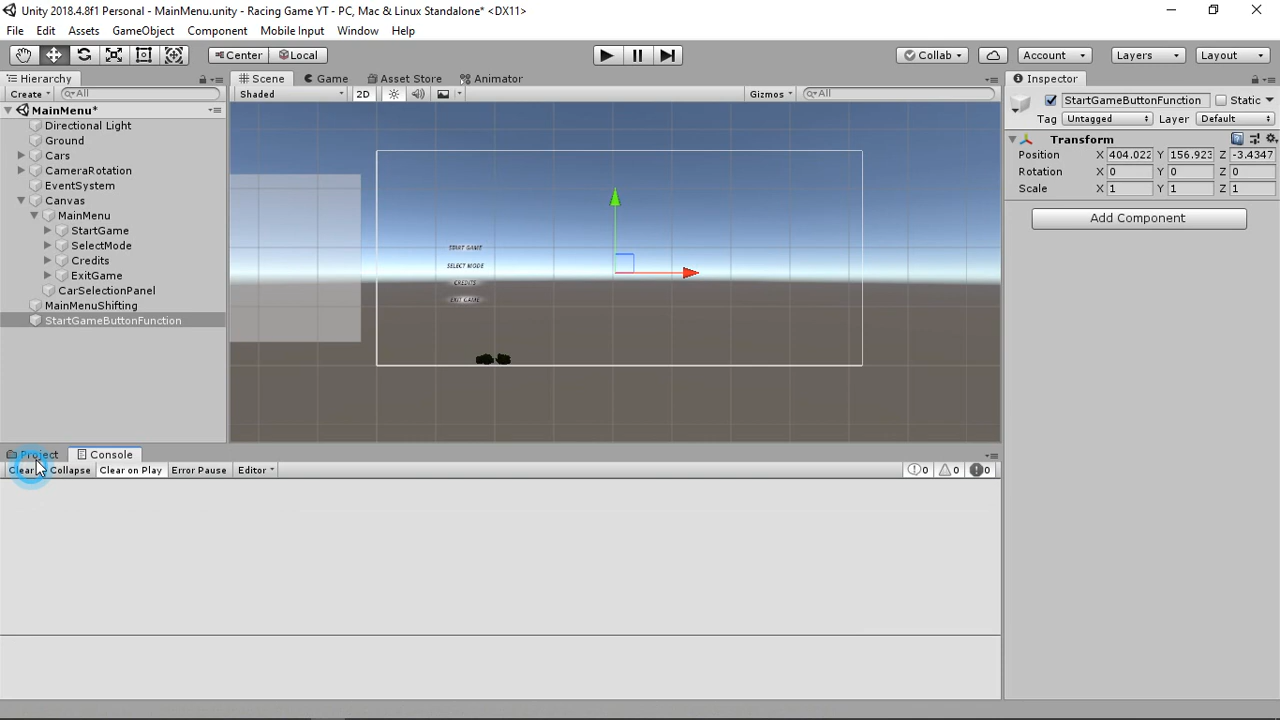 Unity 2018.4.8f1 Personal - MainMenu.unity - Racing Game YT - PC, Mac & Linux Standalone* <DX11>
File Edit Assets GameObject Component Mobile Input Window Help
Center Local Collab Account Layers Layout
Hierarchy Scene Game Asset Store Animator Inspector
Create All Shaded 2D Gizmos All
StartGameButtonFunction Static
Tag Untagged Layer Default
MainMenu*
Directional Light
Ground
Cars
CameraRotation
EventSystem
Canvas
MainMenu
StartGame
SelectMode
Credits
ExitGame
CarSelectionPanel
MainMenuShifting
StartGameButtonFunction
START GAME
SELECT MODE
CREDITS
EXIT GAME
Transform
Position X 404.022 Y 156.923 Z -3.4347
Rotation X 0 Y 0 Z 0
Scale X 1 Y 1 Z 1
Add Component
Project Console
Clear Collapse Clear on Play Error Pause Editor 0 0 0